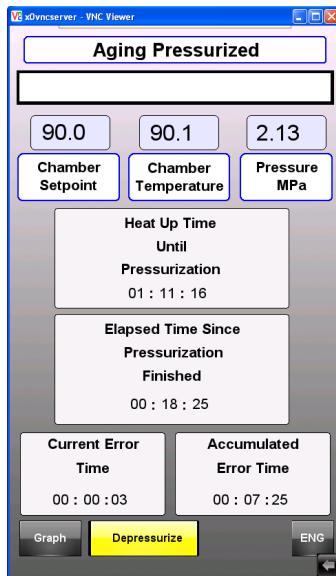 x0vncserver - VNC Viewer
Aging Pressurized
90.0 90.1 2.13
Chamber Setpoint Chamber Temperature Pressure MPa
Heat Up Time
Until
Pressurization
01 : 11 : 16
Elapsed Time Since
Pressurization
Finished
00 : 18 : 25
Current Error
Time
00 : 00 : 03
Accumulated
Error Time
00 : 07 : 25
Graph Depressurize ENG